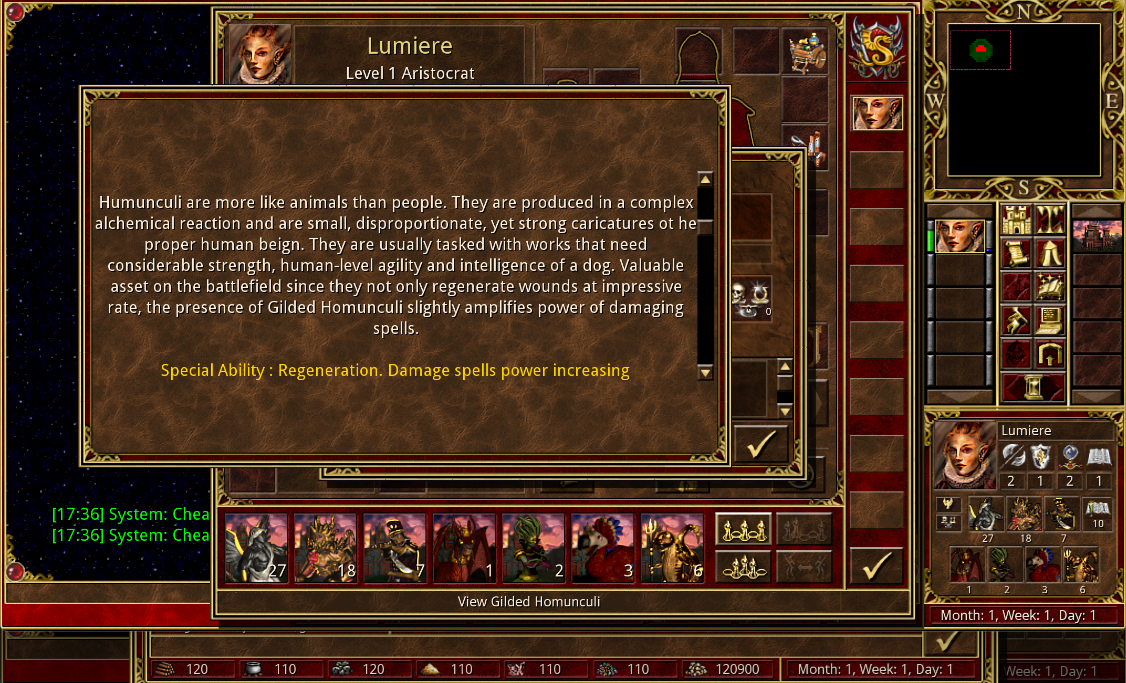 N
Lumiere
Level 1 Aristocrat
W
E
S
Humunculi are more like animals than people. They are produced in a complex
alchemical reaction and are small, disproportionate, yet strong caricatures ot he
proper human beign. They are usually tasked with works that need
considerable strength, human-level agility and intelligence of a dog. Valuable
asset on the battlefield since they not only regenerate wounds at impressive
rate, the presence of Gilded Homunculi slightly amplifies power of damaging
spells.
Special Ability : Regeneration. Damage spells power increasing
0
Lumiere
2 1 2 1
10
27 18 7
1 2 3 6
[17:36] System: Chea
[17:36] System: Chea
27 18 7 1 2 3 6
View Gilded Homunculi
Month: 1, Week: 1, Day: 1
120 110 120 110 110 110 120900 Month: 1, Week: 1, Day: 1
Week: 1, Day: 1